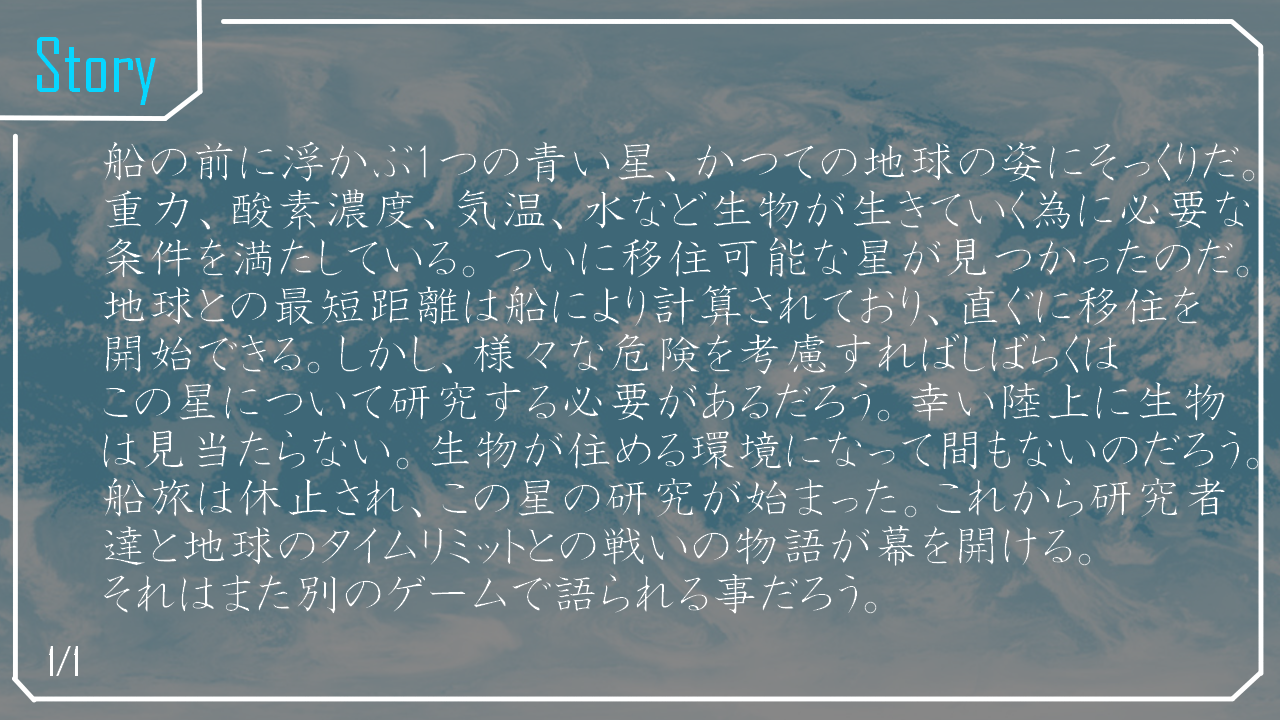 Story
船の前に浮かぶ1つの青い星、かつての地球の姿にそっくりだ。
重力、酸素濃度、気温、水など生物が生きていく為に必要な
条件を満たしている。ついに移住可能な星が見つかったのだ。
地球との最短距離は船により計算されており、直ぐに移住を
開始できる。しかし、様々な危険を考慮すればしばらくは
この星について研究する必要があるだろう。幸い陸上に生物
は見当たらない。生物が住める環境になって間もないのだろう。
船旅は休止され、この星の研究が始まった。これから研究者
達と地球のタイムリミットとの戦いの物語が幕を開ける。
それはまた別のゲームで語られる事だろう。
1/1